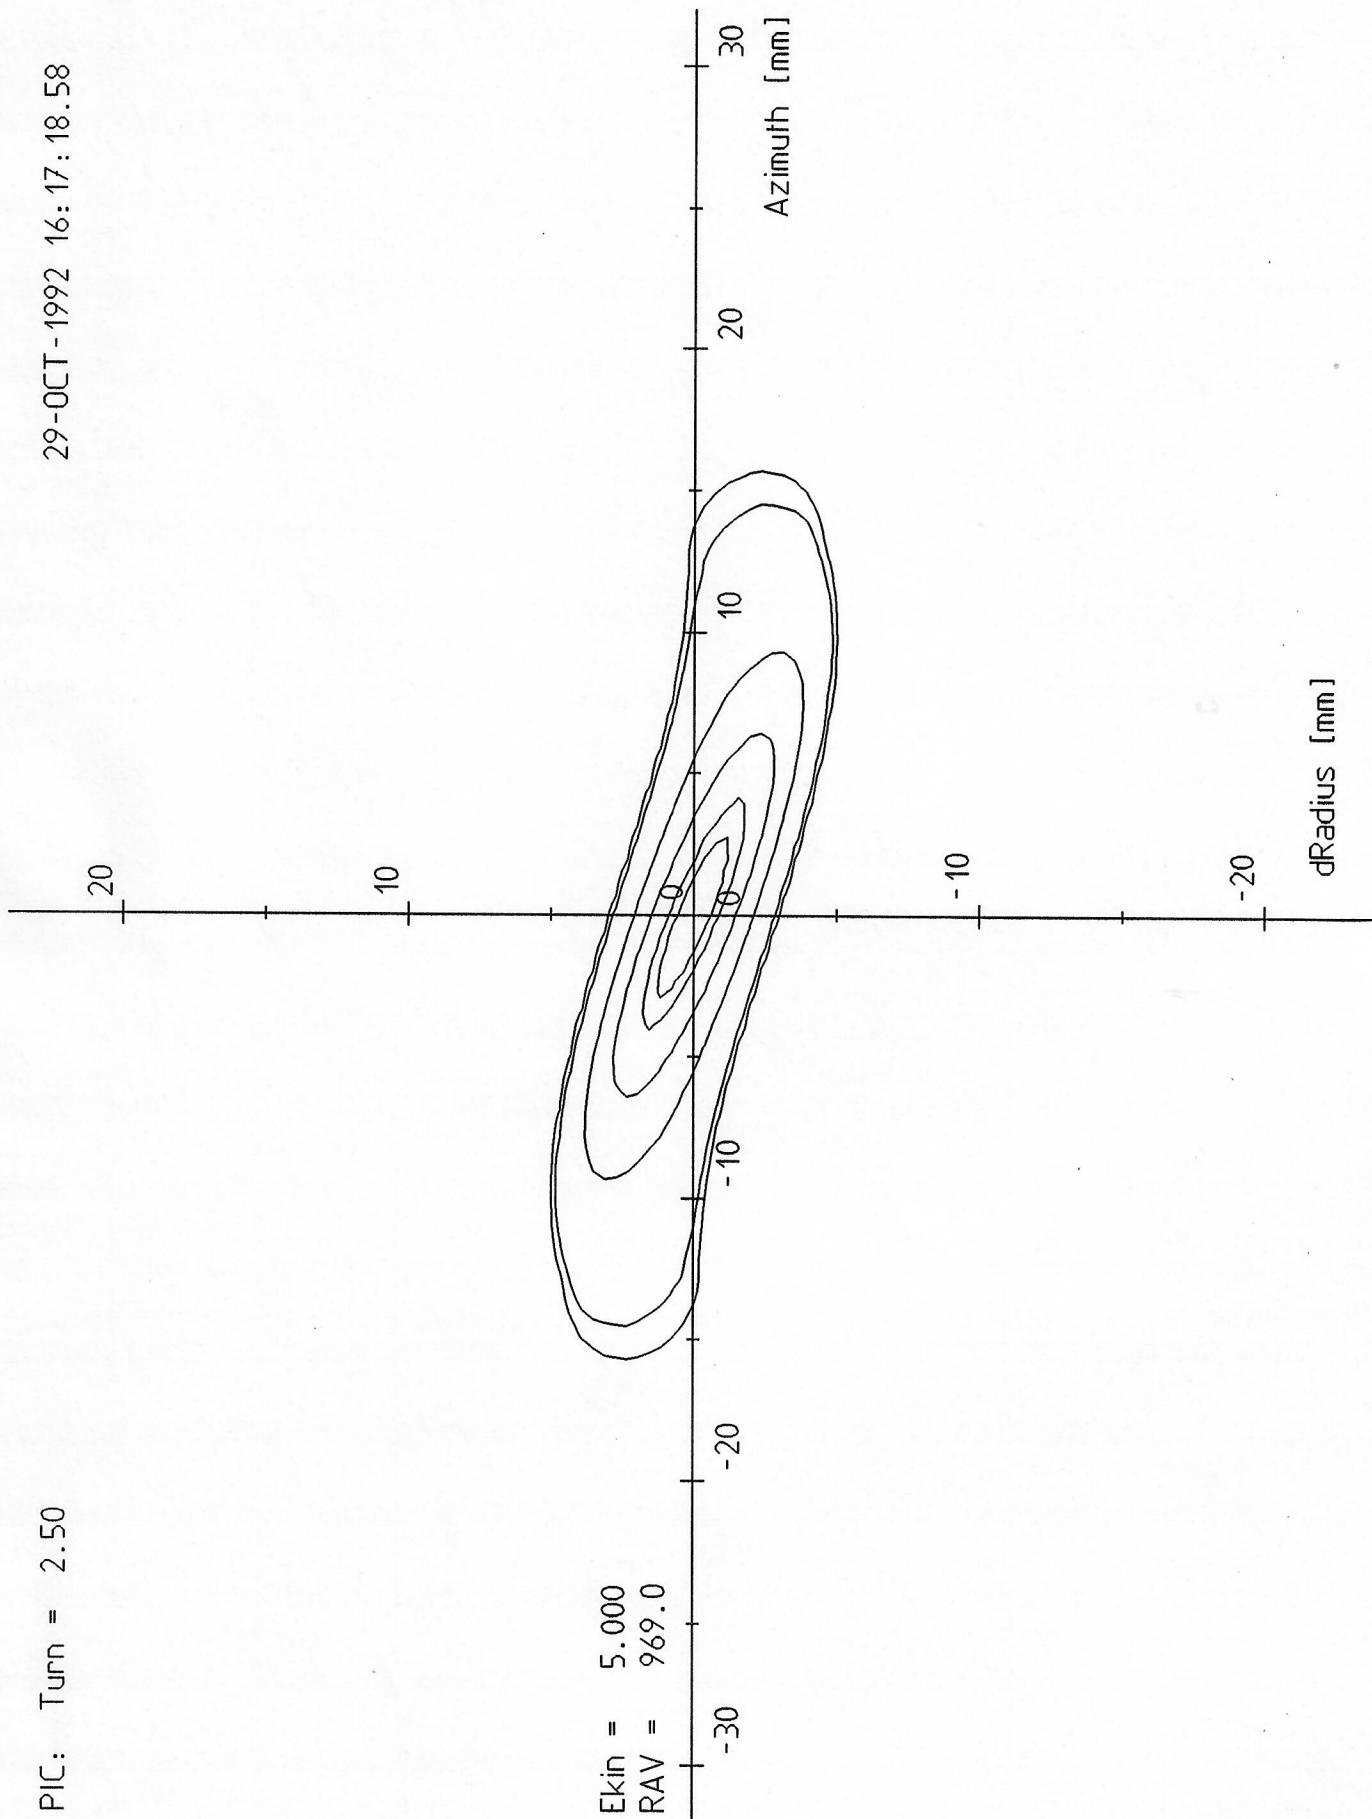 PIC: Turn = 2.50 29-OCT-1992 16:17:18.58
20
10
0
-10
-20
dRadius [mm]
Ekin = 5.000
RAV = 969.0
-30 -20 -10 0 10 20 30
Azimuth [mm]